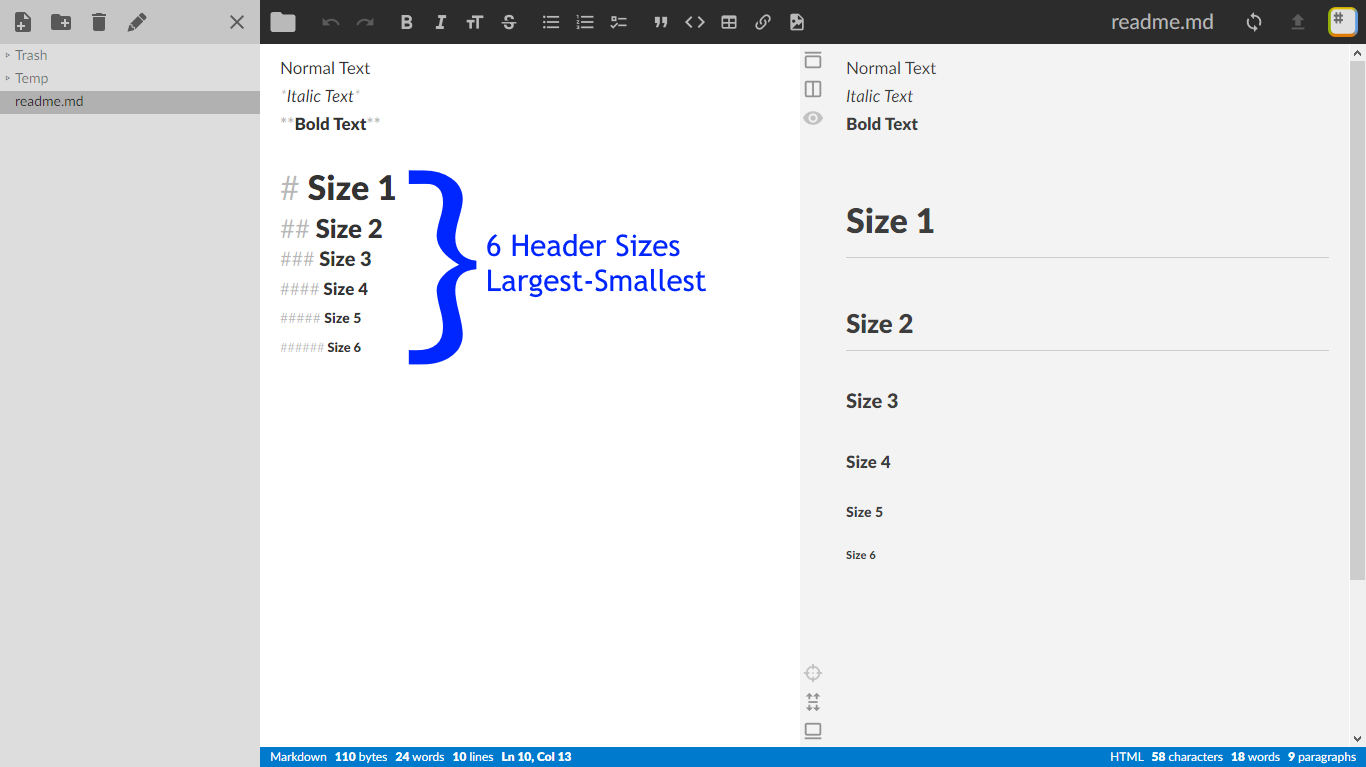 readme.md
Trash
Temp
readme.md
Normal Text
*Italic Text*
**Bold Text**
# Size 1
## Size 2
### Size 3
#### Size 4
##### Size 5
###### Size 6
6 Header Sizes
Largest-Smallest
Normal Text
Italic Text
Bold Text
Size 1
Size 2
Size 3
Size 4
Size 5
Size 6
Markdown 110 bytes 24 words 10 lines Ln 10, Col 13
HTML 58 characters 18 words 9 paragraphs